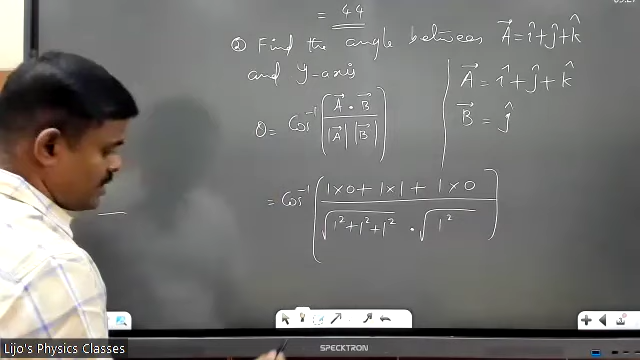 = 44
② Find the angle between A⃗ = î+ĵ+k̂
and y-axis
A⃗ = î+ĵ+k̂
B⃗ = ĵ
θ = Cos⁻¹ ( A⃗ · B⃗ / |A⃗| |B⃗| )
= Cos⁻¹ ( 1×0 + 1×1 + 1×0 / √1²+1²+1² · √1² )
Lijo's Physics Classes
SPECKTRON